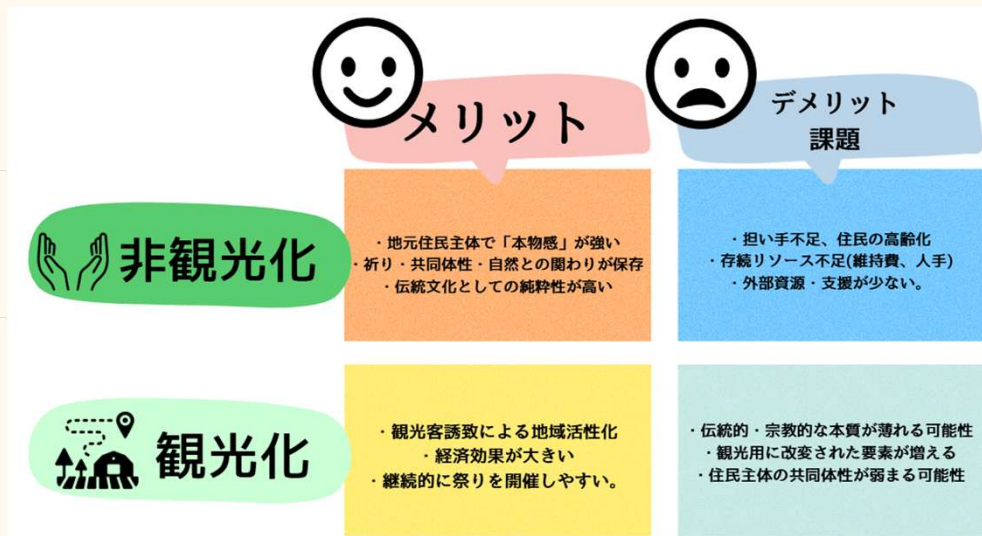 メリット
デメリット
課題
非観光化
・地元住民主体で「本物感」が強い
・祈り・共同体性・自然との関わりが保存
・伝統文化としての純粋性が高い
・担い手不足、住民の高齢化
・存続リソース不足(維持費、人手)
・外部資源・支援が少ない。
観光化
・観光客誘致による地域活性化
・経済効果が大きい
・継続的に祭りを開催しやすい。
・伝統的・宗教的な本質が薄れる可能性
・観光用に改変された要素が増える
・住民主体の共同体性が弱まる可能性